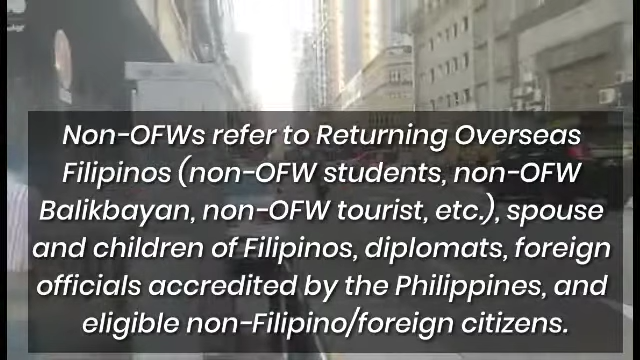 Non-OFWs refer to Returning Overseas
Filipinos (non-OFW students, non-OFW
Balikbayan, non-OFW tourist, etc.), spouse
and children of Filipinos, diplomats, foreign
officials accredited by the Philippines, and
eligible non-Filipino/foreign citizens.